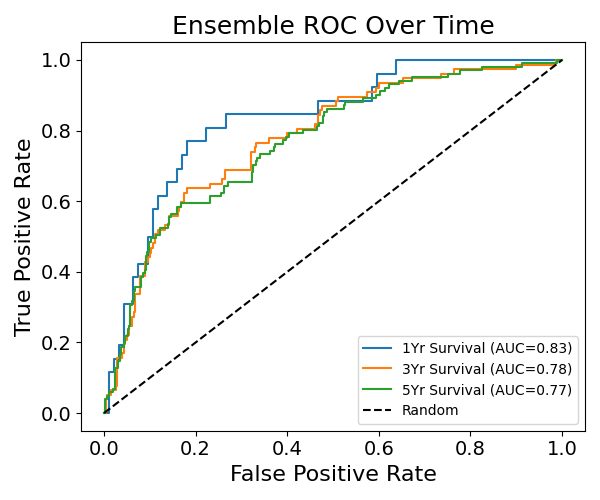 Ensemble ROC Over Time
True Positive Rate
1.0
0.8
0.6
0.4
0.2
0.0
1Yr Survival (AUC=0.83)
3Yr Survival (AUC=0.78)
5Yr Survival (AUC=0.77)
Random
0.0 0.2 0.4 0.6 0.8 1.0
False Positive Rate